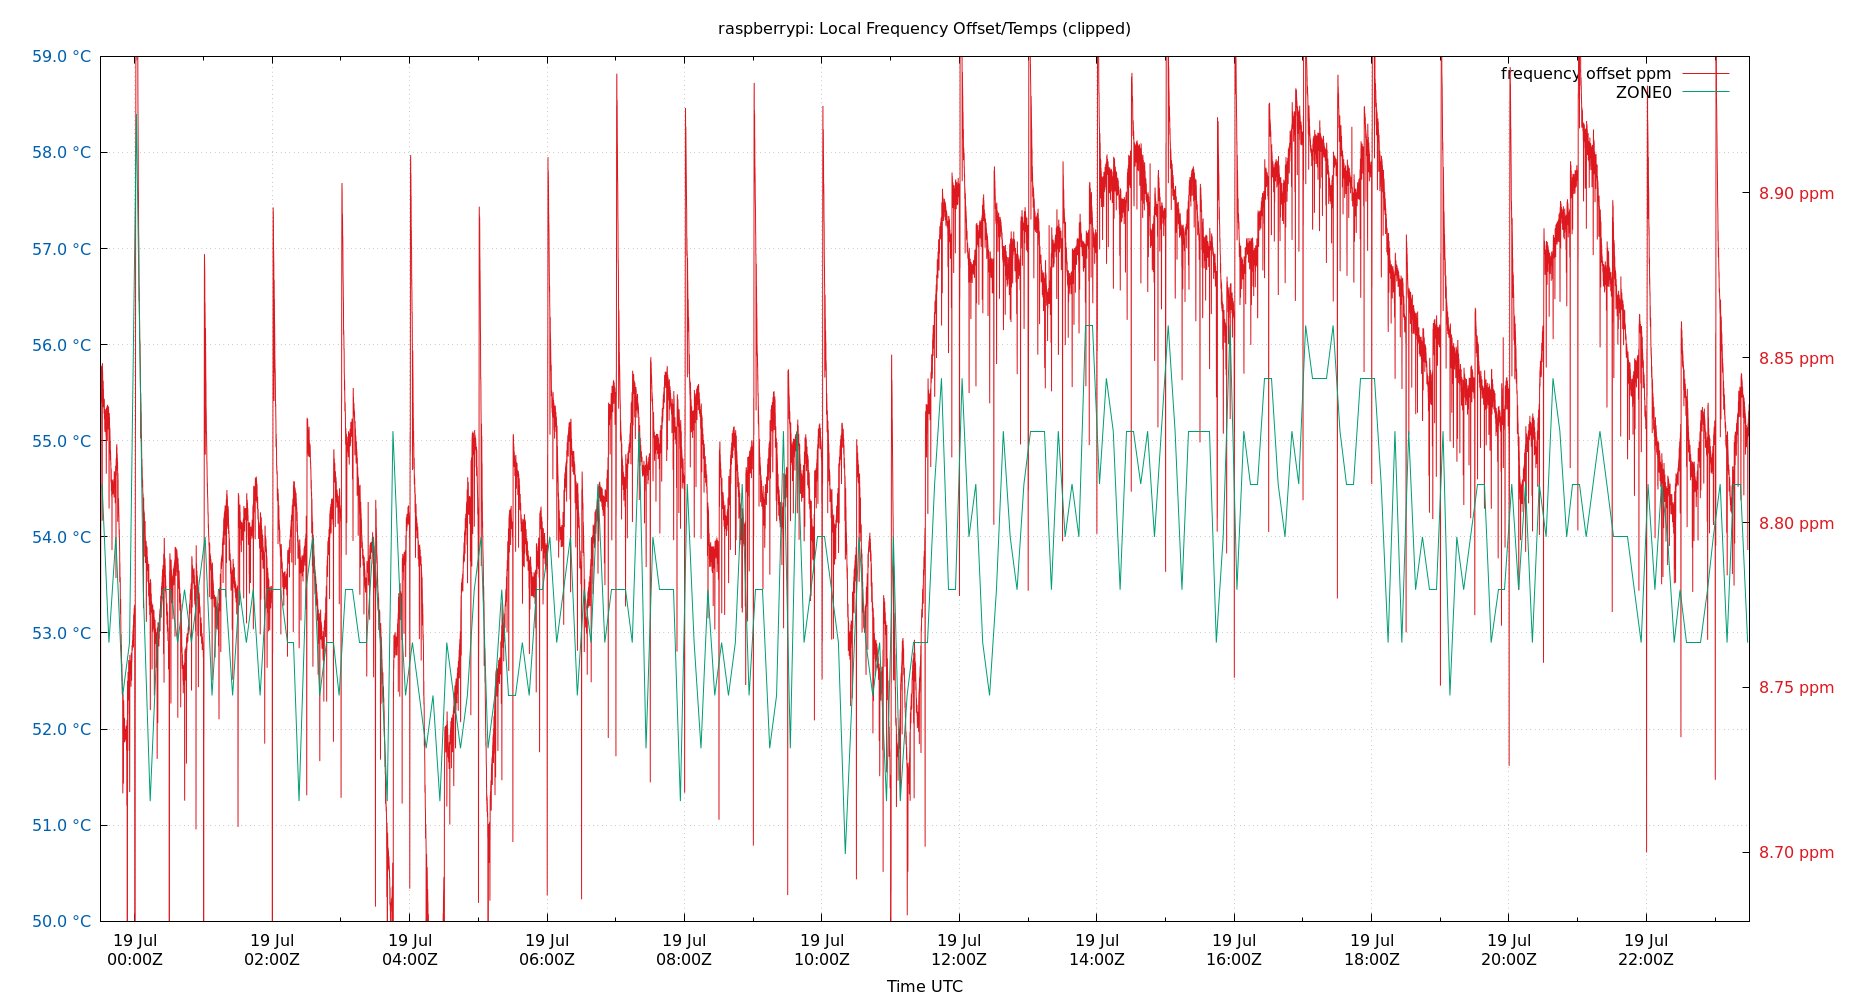 raspberrypi: Local Frequency Offset/Temps (clipped)
59.0 °C
58.0 °C
57.0 °C
56.0 °C
55.0 °C
54.0 °C
53.0 °C
52.0 °C
51.0 °C
50.0 °C
frequency offset ppm
ZONE0
8.90 ppm
8.85 ppm
8.80 ppm
8.75 ppm
8.70 ppm
19 Jul 19 Jul 19 Jul 19 Jul 19 Jul 19 Jul 19 Jul 19 Jul 19 Jul 19 Jul 19 Jul 19 Jul
00:00Z 02:00Z 04:00Z 06:00Z 08:00Z 10:00Z 12:00Z 14:00Z 16:00Z 18:00Z 20:00Z 22:00Z
Time UTC